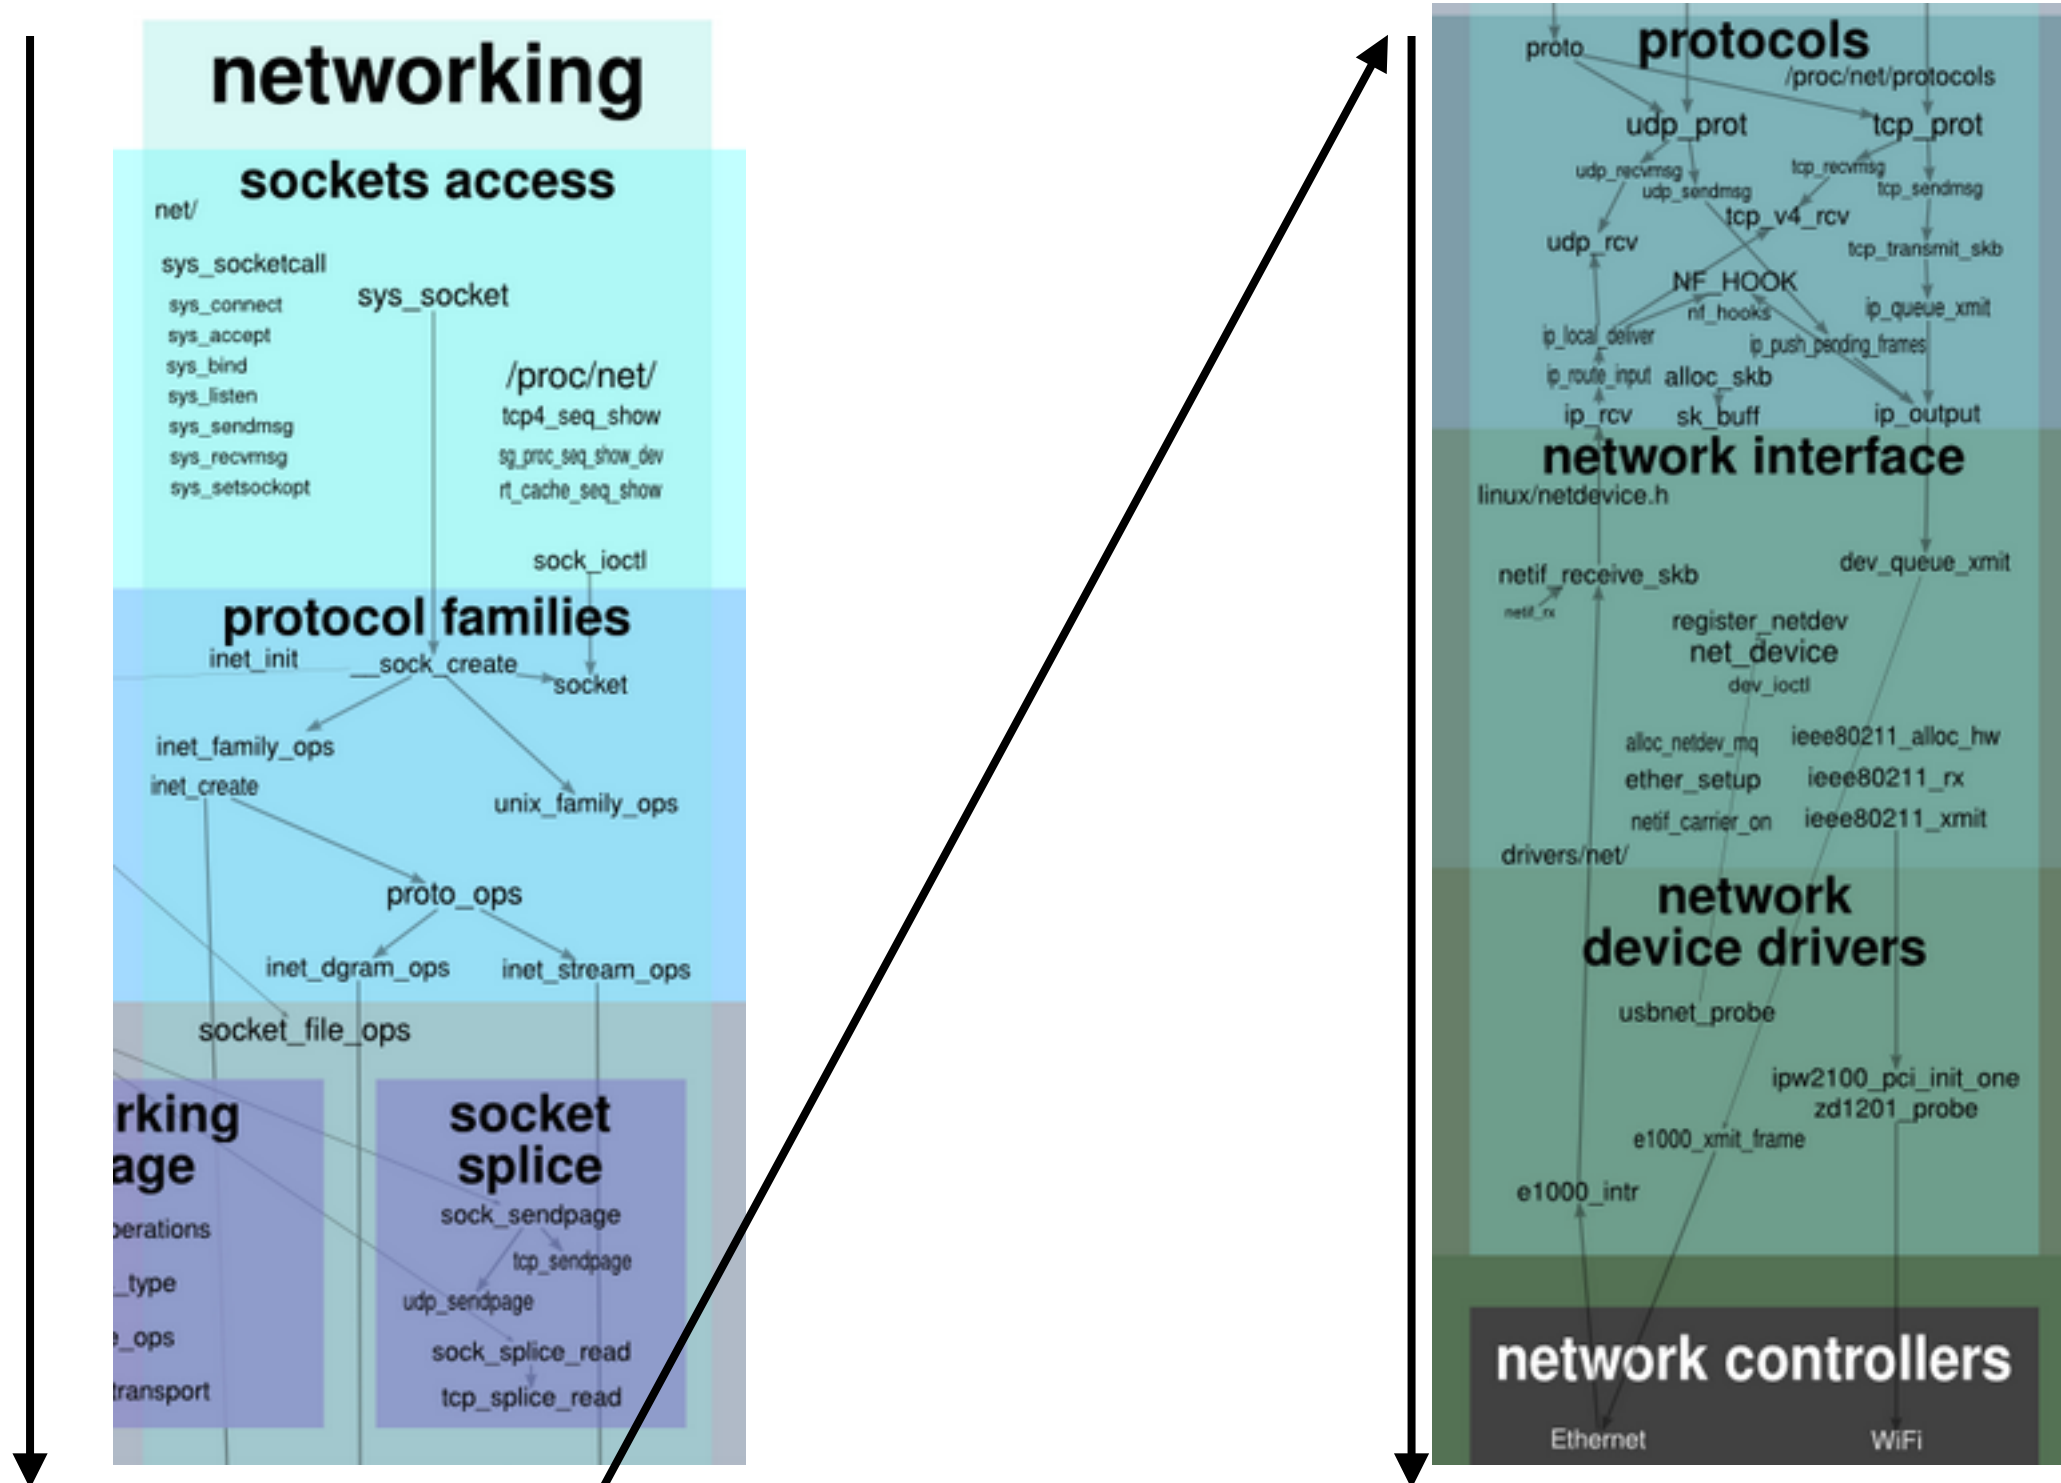 networking
sockets access
net/
sys_socketcall
sys_socket
sys_connect
sys_accept
sys_bind
sys_listen
sys_sendmsg
sys_recvmsg
sys_setsockopt
/proc/net/
tcp4_seq_show
sg_proc_seq_show_dev
rt_cache_seq_show
sock_ioctl
protocol families
inet_init
__sock_create
socket
inet_family_ops
inet_create
unix_family_ops
proto_ops
inet_dgram_ops
inet_stream_ops
socket_file_ops
rking
age
perations
_type
e_ops
transport
socket
splice
sock_sendpage
tcp_sendpage
udp_sendpage
sock_splice_read
tcp_splice_read
protocols
proto
/proc/net/protocols
udp_prot
tcp_prot
udp_recvmsg
udp_sendmsg
tcp_recvmsg
tcp_sendmsg
tcp_v4_rcv
udp_rcv
tcp_transmit_skb
NF_HOOK
nf_hooks
ip_queue_xmit
ip_local_deliver
ip_push_pending_frames
ip_route_input
alloc_skb
ip_rcv
sk_buff
ip_output
network interface
linux/netdevice.h
netif_receive_skb
dev_queue_xmit
netif_rx
register_netdev
net_device
dev_ioctl
alloc_netdev_mq
ieee80211_alloc_hw
ether_setup
ieee80211_rx
netif_carrier_on
ieee80211_xmit
drivers/net/
network
device drivers
usbnet_probe
ipw2100_pci_init_one
zd1201_probe
e1000_xmit_frame
e1000_intr
network controllers
Ethernet
WiFi